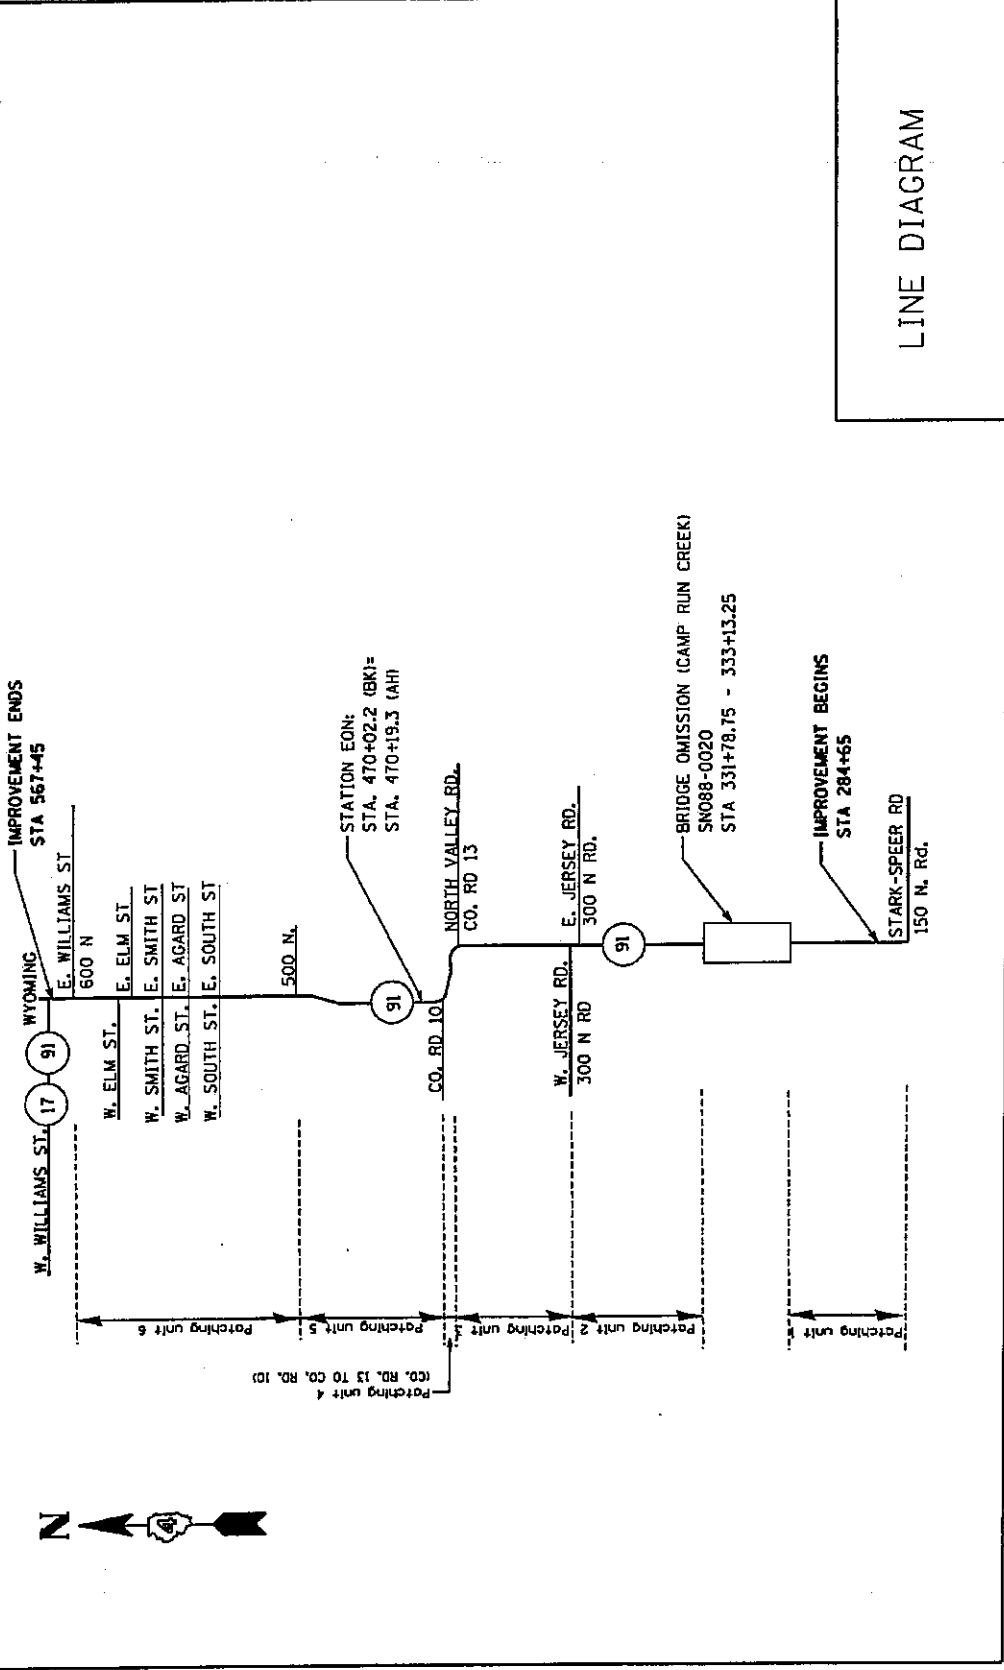 IMPROVEMENT ENDS
STA 567+45
WYOMING
W. WILLIAMS ST.
17
91
E. WILLIAMS ST
600 N
W. ELM ST.
E. ELM ST
W. SMITH ST.
E. SMITH ST
W. AGARD ST.
E. AGARD ST
W. SOUTH ST.
E. SOUTH ST
500 N.
91
STATION EQN:
STA. 470+02.2 (BK)=
STA. 470+19.3 (AH)
CO. RD 10
NORTH VALLEY RD.
CO. RD 13
W. JERSEY RD.
300 N RD
E. JERSEY RD.
300 N RD.
91
BRIDGE OMISSION (CAMP RUN CREEK)
SN088-0020
STA 331+78.75 - 333+13.25
IMPROVEMENT BEGINS
STA 284+65
STARK-SPEER RD
150 N. Rd.
Patching unit 6
Patching unit 5
Patching unit 4
(CO. RD. 13 TO CO. RD. 10)
Patching unit 3
Patching unit 2
Patching unit 1
N
4
LINE DIAGRAM